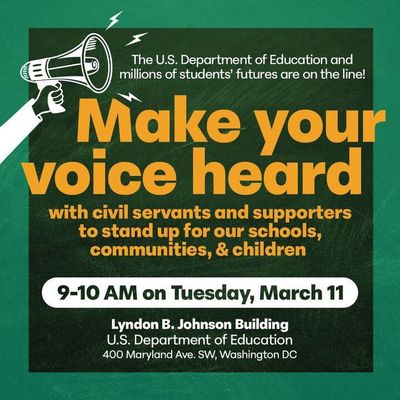 The U.S. Department of Education and
millions of students' futures are on the line!
Make your
voice heard
with civil servants and supporters
to stand up for our schools,
communities, & children
9-10 AM on Tuesday, March 11
Lyndon B. Johnson Building
U.S. Department of Education
400 Maryland Ave. SW, Washington DC